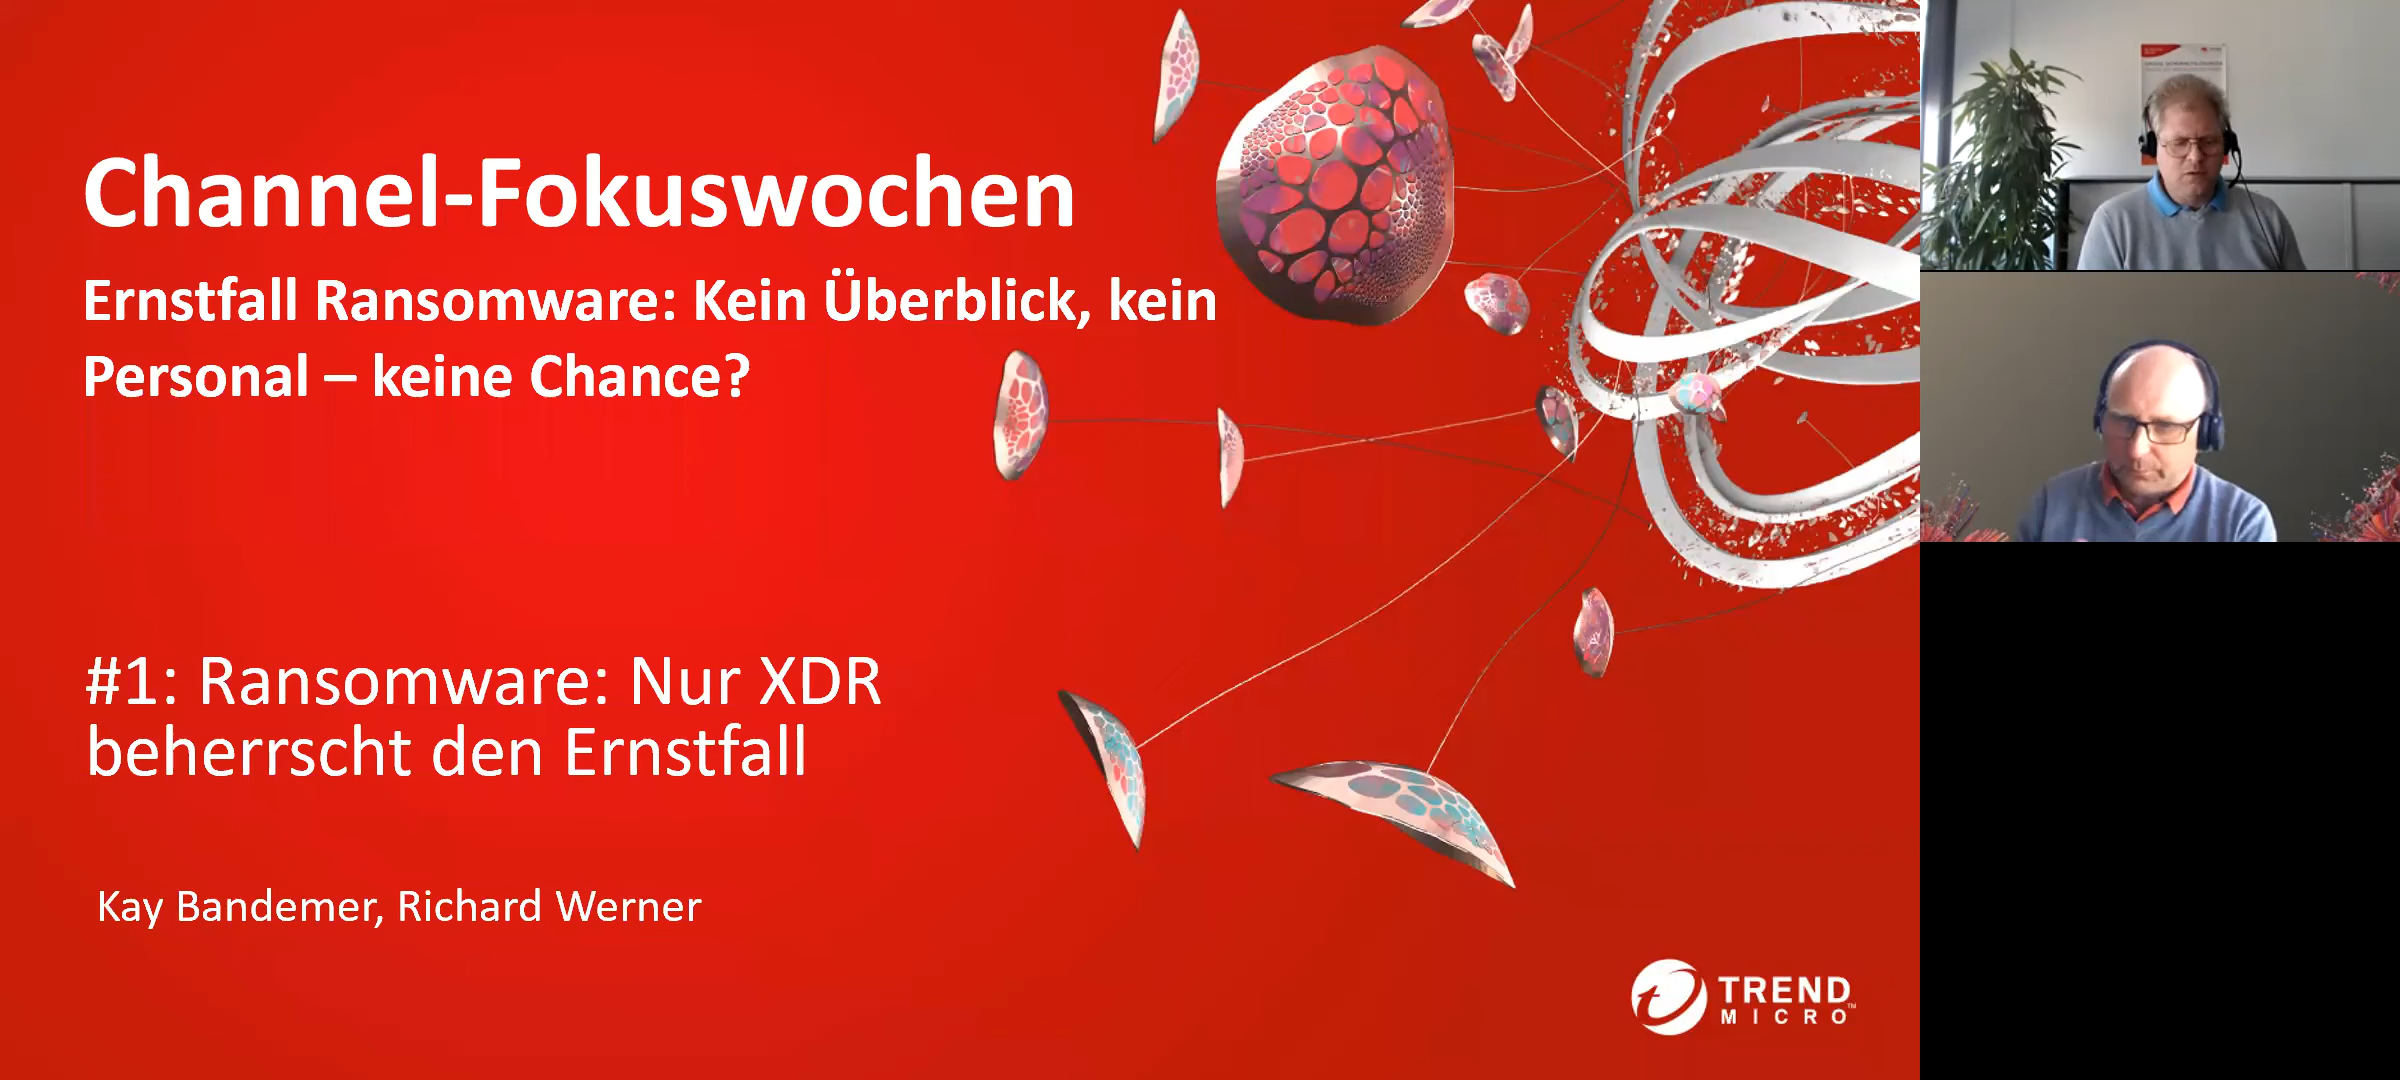 Channel-Fokuswochen
Ernstfall Ransomware: Kein Überblick, kein
Personal – keine Chance?
#1: Ransomware: Nur XDR
beherrscht den Ernstfall
Kay Bandemer, Richard Werner
TREND
MICRO™